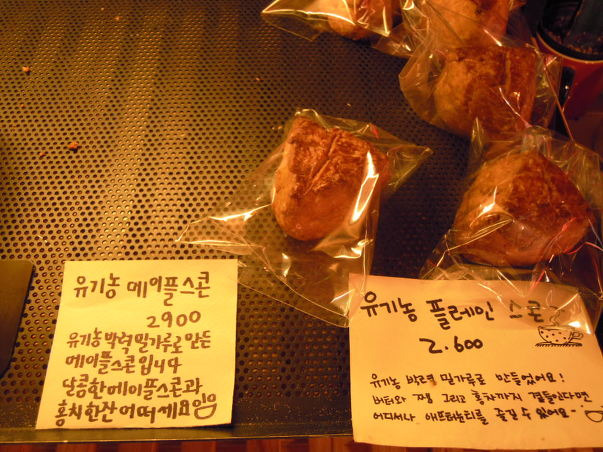 유기농 메이플스콘
2900
유기농 박력 밀가루로 만든
메이플스콘 입니다
달콤한 메이플스콘과
홍차 한잔 어떠세요
유기농 플레인 스콘
2.600
유기농 박력 밀가루로 만들었어요!
버터와 쨈 그리고 홍차까지 곁들인다면
어디서나 애프터눈티를 즐길 수 있어요~